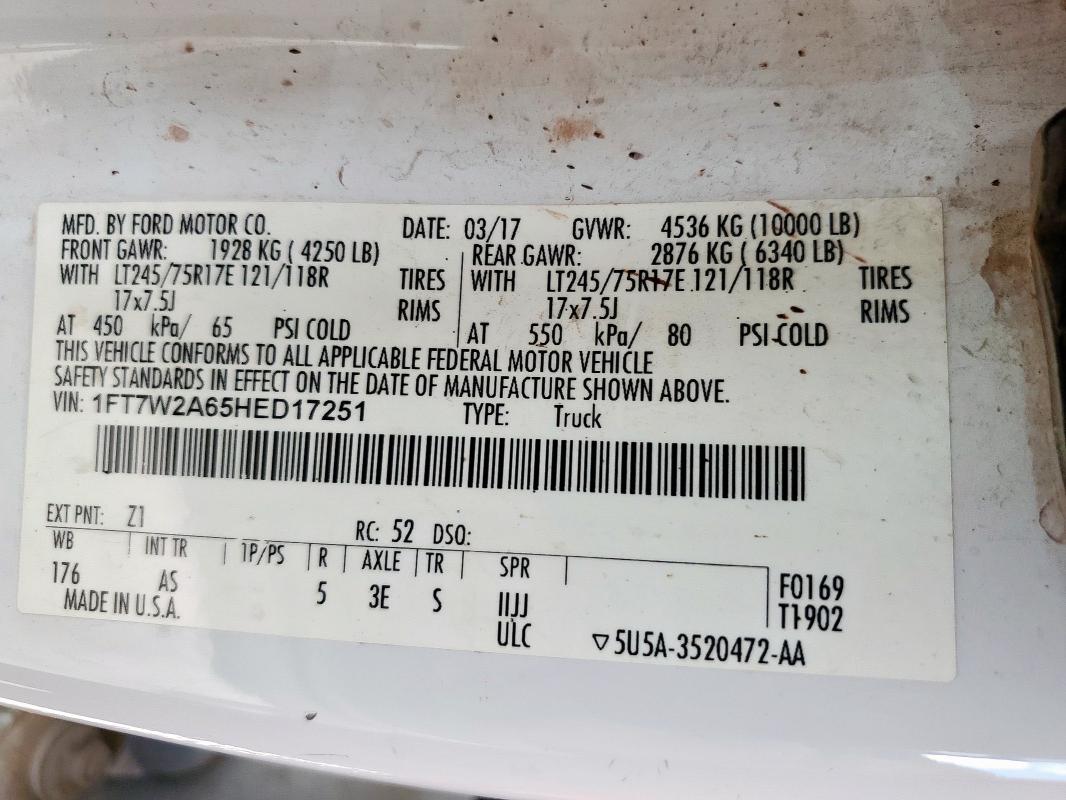 MFD. BY FORD MOTOR CO. DATE: 03/17 GVWR: 4536 KG (10000 LB)
FRONT GAWR: 1928 KG ( 4250 LB) REAR GAWR: 2876 KG ( 6340 LB)
WITH LT245/75R17E 121/118R TIRES WITH LT245/75R17E 121/118R TIRES
17x7.5J RIMS 17x7.5J RIMS
AT 450 kPa/ 65 PSI COLD AT 550 kPa/ 80 PSI COLD
THIS VEHICLE CONFORMS TO ALL APPLICABLE FEDERAL MOTOR VEHICLE
SAFETY STANDARDS IN EFFECT ON THE DATE OF MANUFACTURE SHOWN ABOVE.
VIN: 1FT7W2A65HED17251 TYPE: Truck
EXT PNT: Z1 RC: 52 DSO:
WB INT TR 1P/PS R AXLE TR SPR
176 AS 5 3E S IIJJ F0169
MADE IN U.S.A. ULC T1902
▽5U5A-3520472-AA